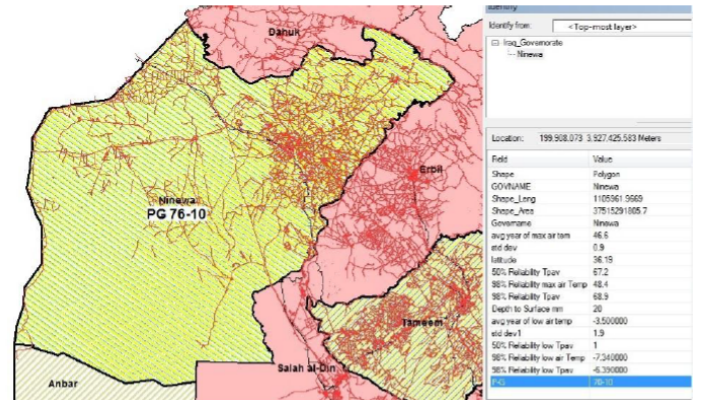 Dahuk
Erbil
Ninewa
PG 76-10
Tameem
Salah al-Din
Anbar
Identify
Identify from: <Top-most layer>
Iraq_Governorate
Ninewa
Location: 199,908.073 3,927,425.583 Meters
Field Value
Shape Polygon
GOVNAME Ninewa
Shape_Leng 1105961.9669
Shape_Area 37515291805.7
Govername Ninewa
avg year of max air tem 46.6
std dev 0.9
latitude 36.19
50% Reliability Tpav 67.2
98% Reliability max air Temp 48.4
98% Reliability Tpav 68.9
Depth to Surface mm 20
avg year of low air temp -3.500000
std dev1 1.9
50% Reliability low Tpav 1
98% Reliability low air Temp -7.340000
98% Reliability low Tpav -6.390000
P-G 76-10